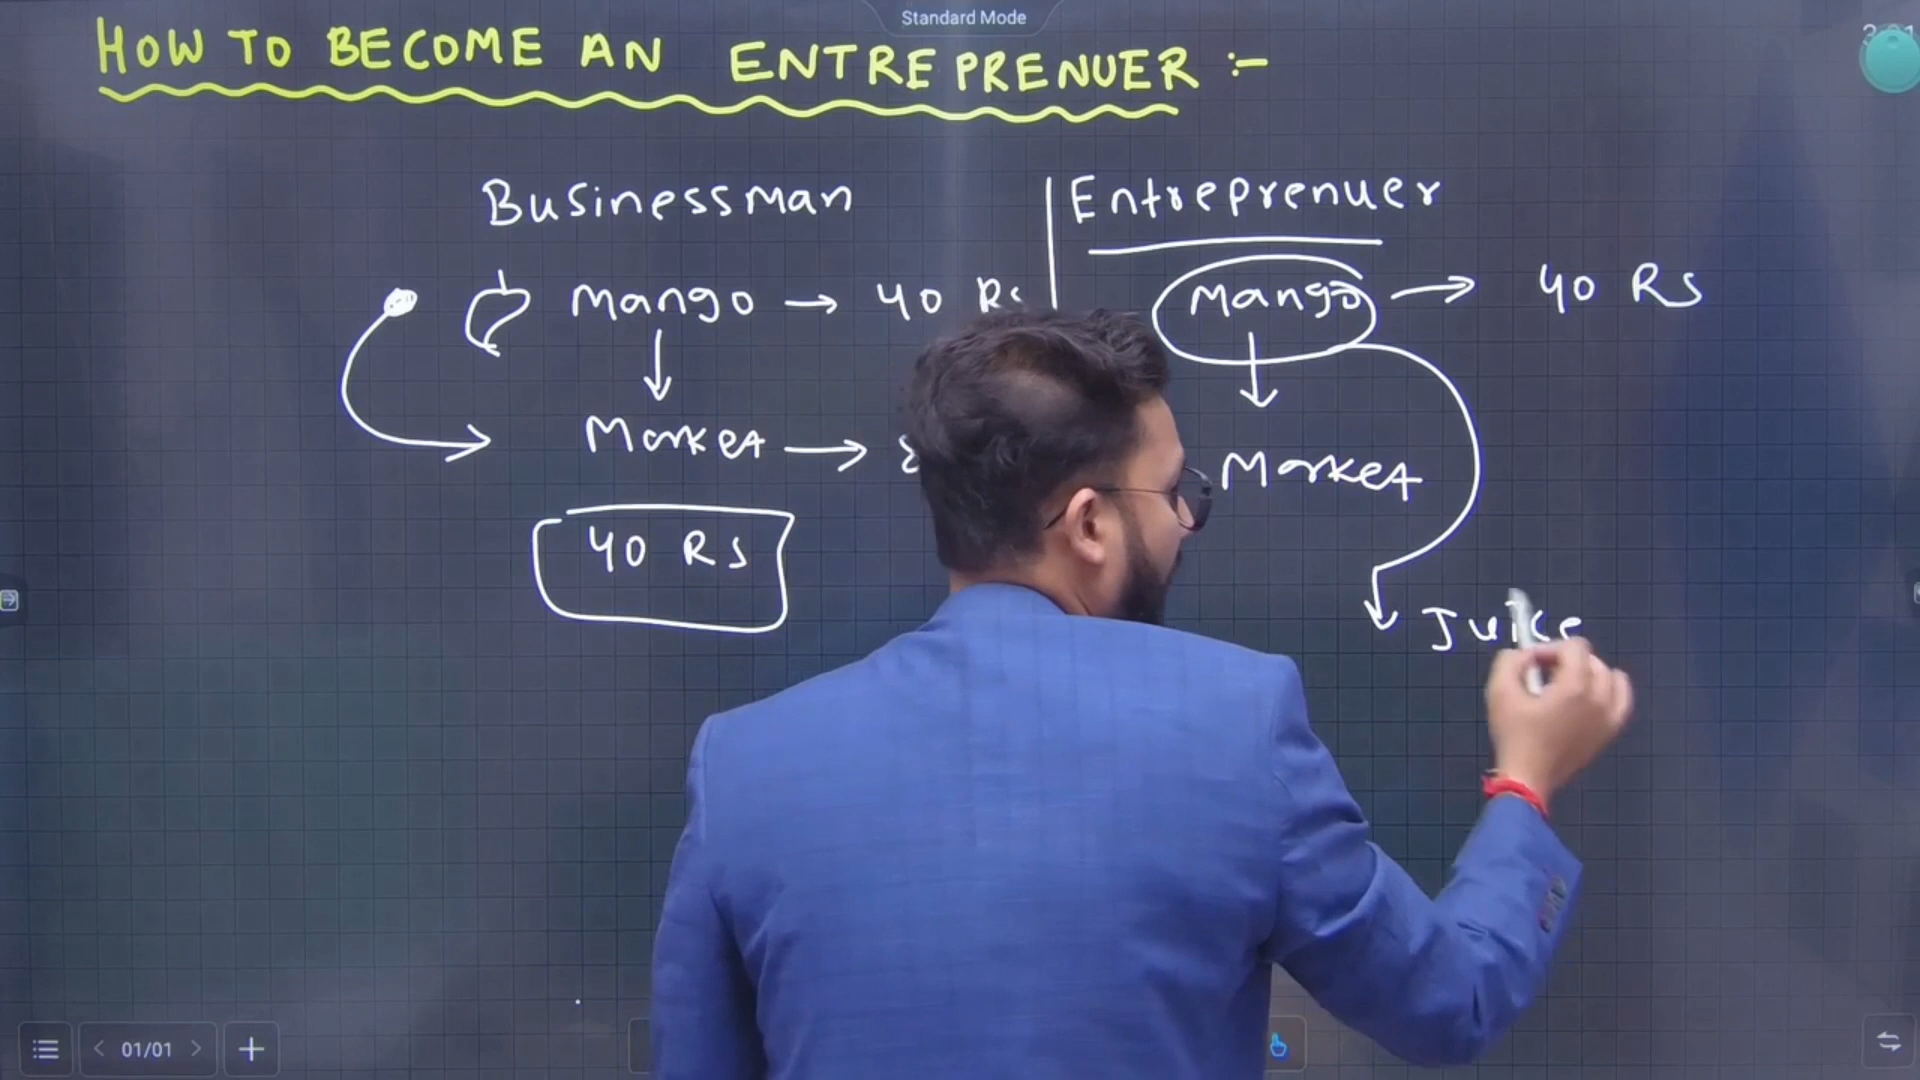 Standard Mode
HOW TO BECOME AN ENTREPRENUER :-
Businessman
Mango → 40 Rs
Market →
40 Rs
Entreprenuer
Mango → 40 Rs
Market
Juice
01/01